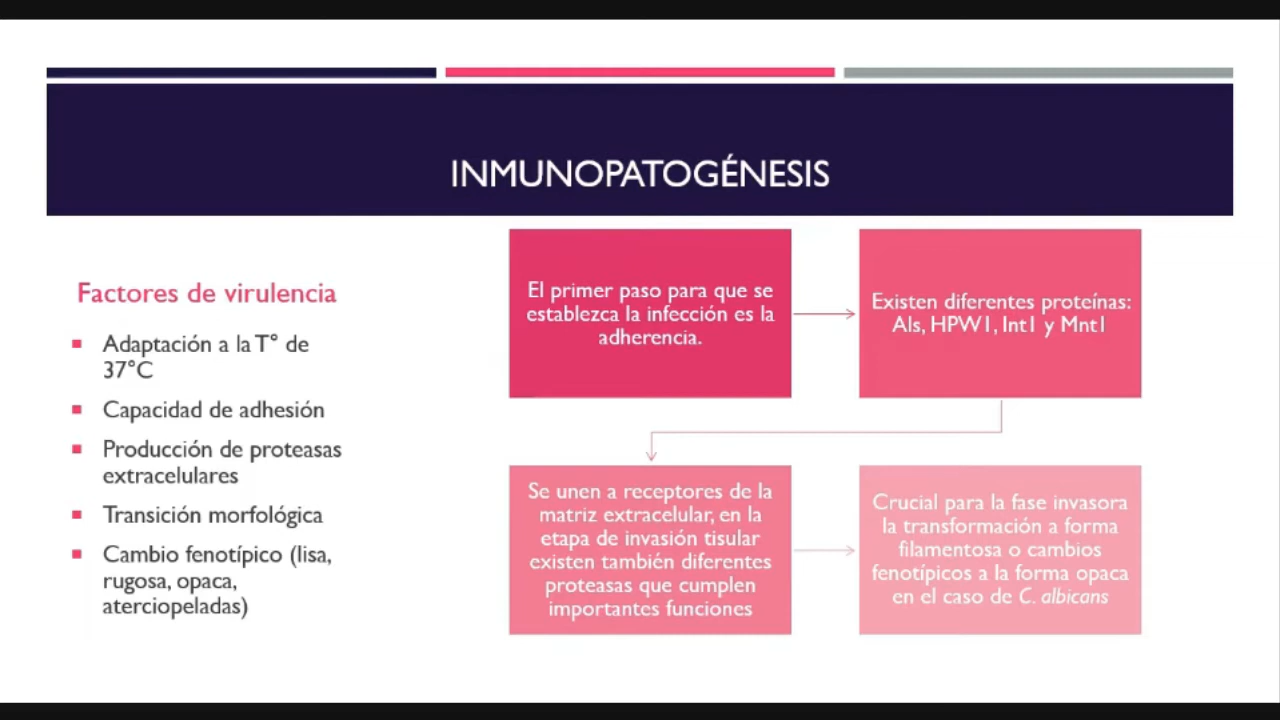 INMUNOPATOGÉNESIS
Factores de virulencia
Adaptación a la T° de
37°C
Capacidad de adhesión
Producción de proteasas
extracelulares
Transición morfológica
Cambio fenotípico (lisa,
rugosa, opaca,
aterciopeladas)
El primer paso para que se
establezca la infección es la
adherencia.
Existen diferentes proteínas:
Als, HPW1, Int1 y Mnt1
Se unen a receptores de la
matriz extracelular, en la
etapa de invasión tisular
existen también diferentes
proteasas que cumplen
importantes funciones
Crucial para la fase invasora
la transformación a forma
filamentosa o cambios
fenotípicos a la forma opaca
en el caso de C. albicans